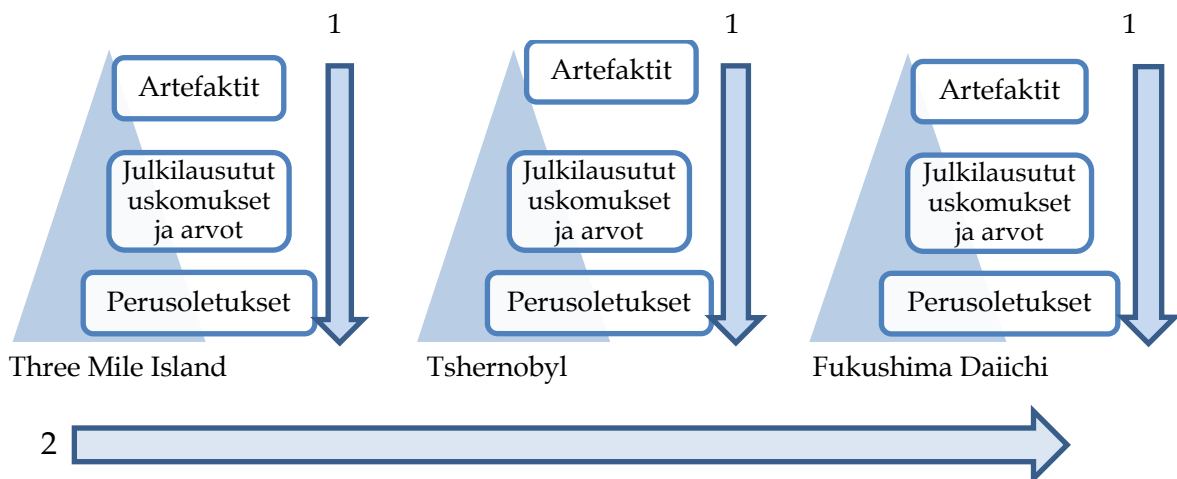 1
Artefaktit
Julkilausutut
uskomukset
ja arvot
Perusoletukset
Three Mile Island
1
Artefaktit
Julkilausutut
uskomukset
ja arvot
Perusoletukset
Tshernobyl
1
Artefaktit
Julkilausutut
uskomukset
ja arvot
Perusoletukset
Fukushima Daiichi
2